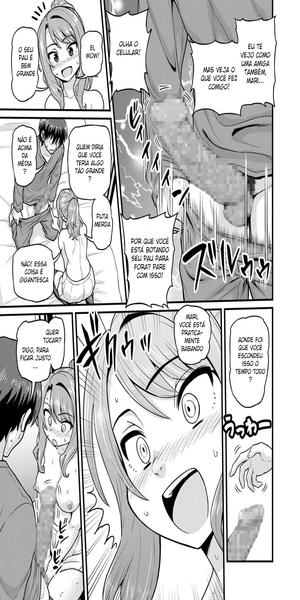 EU TE
VEJO COMO
UMA AMIGA
TAMBÉM,
MARI...
MAS VEJA O
QUE VOCÊ FEZ
COMIGO!
OLHA O
CELULAR!
EI,
WOW!
O SEU
PAU É
BEM
GRANDE
POR QUE VOCÊ
ESTÁ BOTANDO
SEU PAU PARA
FORA? PARE
COM ISSO!
QUEM DIRIA
QUE VOCÊ
TERIA
ALGO TÃO
GRANDE
NÃO É
ACIMA
DA
MÉDIA
?
PUTA
MERDA
NÃO! ESSA
COISA É
GIGANTESCA
AONDE FOI
QUE VOCÊ
ESCONDEU
ISSO O
TEMPO TODO
?
MARI,
VOCÊ ESTÁ
PRATICA-
MENTE
BABANDO
QUER
TOCAR?
DIGO, PARA
FICAR
JUSTO
...